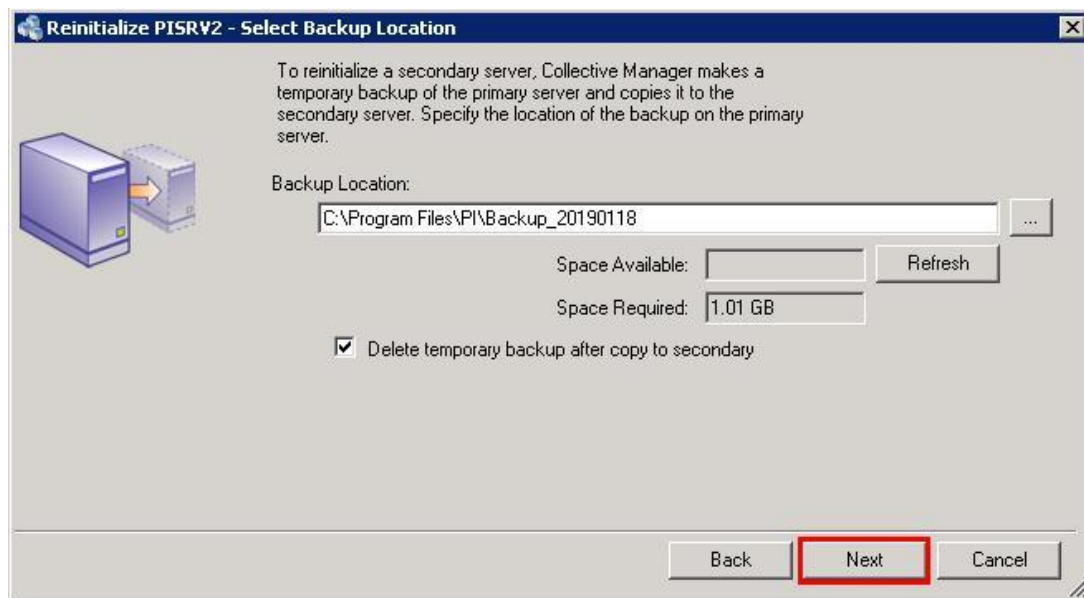 Reinitialize PISRV2 - Select Backup Location
To reinitialize a secondary server, Collective Manager makes a
temporary backup of the primary server and copies it to the
secondary server. Specify the location of the backup on the primary
server.
Backup Location:
C:\Program Files\PI\Backup_20190118
...
Space Available:
Refresh
Space Required: 1.01 GB
Delete temporary backup after copy to secondary
Back Next Cancel